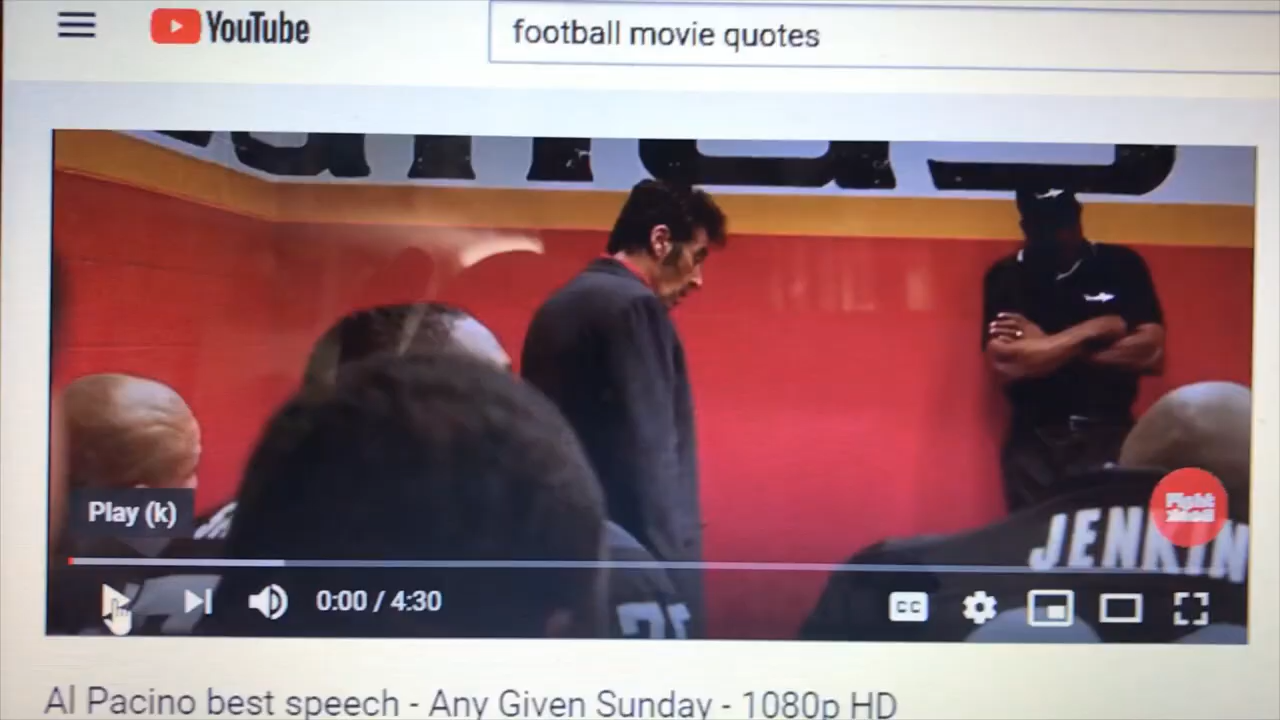 YouTube
football movie quotes
JENKIN
Play (k)
0:00 / 4:30
CC
Al Pacino best speech - Any Given Sunday - 1080p HD